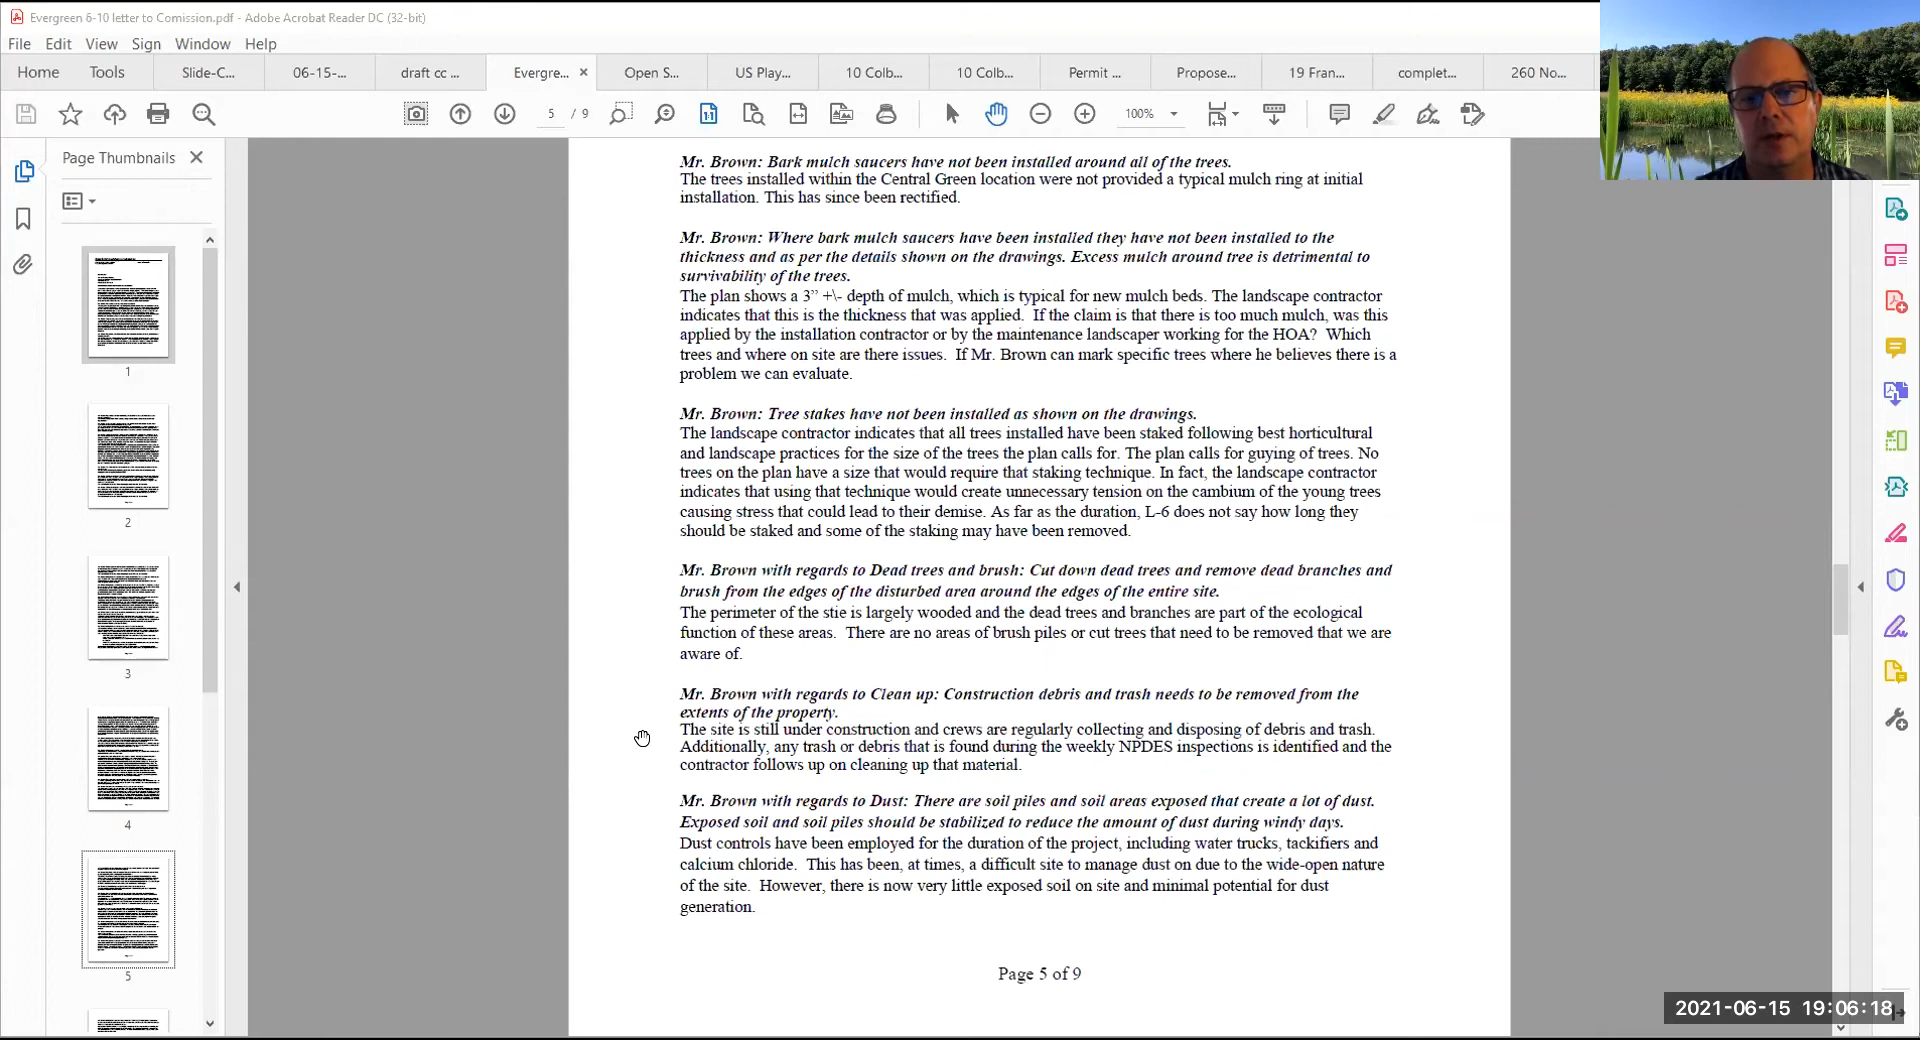 Evergreen 6-10 letter to Comission.pdf - Adobe Acrobat Reader DC (32-bit)
File Edit View Sign Window Help
Home Tools Slide-C... 06-15-... draft cc ... Evergre... Open S... US Play... 10 Colb... 10 Colb... Permit ... Propose... 19 Fran... complet... 260 No...
5 / 9 100%
Page Thumbnails
1
2
3
4
5
Mr. Brown: Bark mulch saucers have not been installed around all of the trees.
The trees installed within the Central Green location were not provided a typical mulch ring at initial
installation. This has since been rectified.
Mr. Brown: Where bark mulch saucers have been installed they have not been installed to the
thickness and as per the details shown on the drawings. Excess mulch around tree is detrimental to
survivability of the trees.
The plan shows a 3” +\- depth of mulch, which is typical for new mulch beds. The landscape contractor
indicates that this is the thickness that was applied. If the claim is that there is too much mulch, was this
applied by the installation contractor or by the maintenance landscaper working for the HOA? Which
trees and where on site are there issues. If Mr. Brown can mark specific trees where he believes there is a
problem we can evaluate.
Mr. Brown: Tree stakes have not been installed as shown on the drawings.
The landscape contractor indicates that all trees installed have been staked following best horticultural
and landscape practices for the size of the trees the plan calls for. The plan calls for guying of trees. No
trees on the plan have a size that would require that staking technique. In fact, the landscape contractor
indicates that using that technique would create unnecessary tension on the cambium of the young trees
causing stress that could lead to their demise. As far as the duration, L-6 does not say how long they
should be staked and some of the staking may have been removed.
Mr. Brown with regards to Dead trees and brush: Cut down dead trees and remove dead branches and
brush from the edges of the disturbed area around the edges of the entire site.
The perimeter of the stie is largely wooded and the dead trees and branches are part of the ecological
function of these areas. There are no areas of brush piles or cut trees that need to be removed that we are
aware of.
Mr. Brown with regards to Clean up: Construction debris and trash needs to be removed from the
extents of the property.
The site is still under construction and crews are regularly collecting and disposing of debris and trash.
Additionally, any trash or debris that is found during the weekly NPDES inspections is identified and the
contractor follows up on cleaning up that material.
Mr. Brown with regards to Dust: There are soil piles and soil areas exposed that create a lot of dust.
Exposed soil and soil piles should be stabilized to reduce the amount of dust during windy days.
Dust controls have been employed for the duration of the project, including water trucks, tackifiers and
calcium chloride. This has been, at times, a difficult site to manage dust on due to the wide-open nature
of the site. However, there is now very little exposed soil on site and minimal potential for dust
generation.
Page 5 of 9
2021-06-15 19:06:18